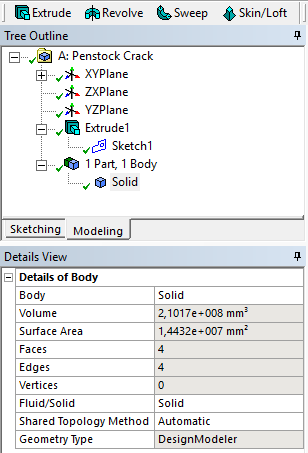 Extrude Revolve Sweep Skin/Loft
Tree Outline
A: Penstock Crack
XYPlane
ZXPlane
YZPlane
Extrude1
Sketch1
1 Part, 1 Body
Solid
Sketching Modeling
Details View
Details of Body
Body Solid
Volume 2,1017e+008 mm³
Surface Area 1,4432e+007 mm²
Faces 4
Edges 4
Vertices 0
Fluid/Solid Solid
Shared Topology Method Automatic
Geometry Type DesignModeler